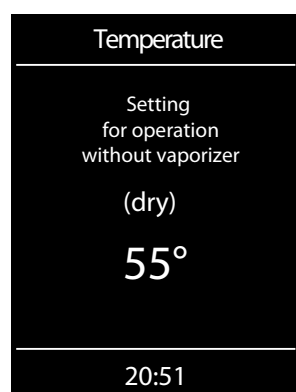 Temperature
Setting
for operation
without vaporizer
(dry)
55°
20:51